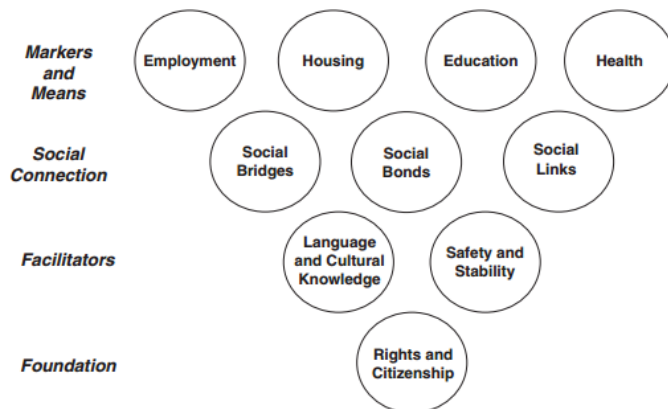 Markers
and
Means
Employment
Housing
Education
Health
Social
Connection
Social
Bridges
Social
Bonds
Social
Links
Facilitators
Language
and Cultural
Knowledge
Safety and
Stability
Foundation
Rights and
Citizenship